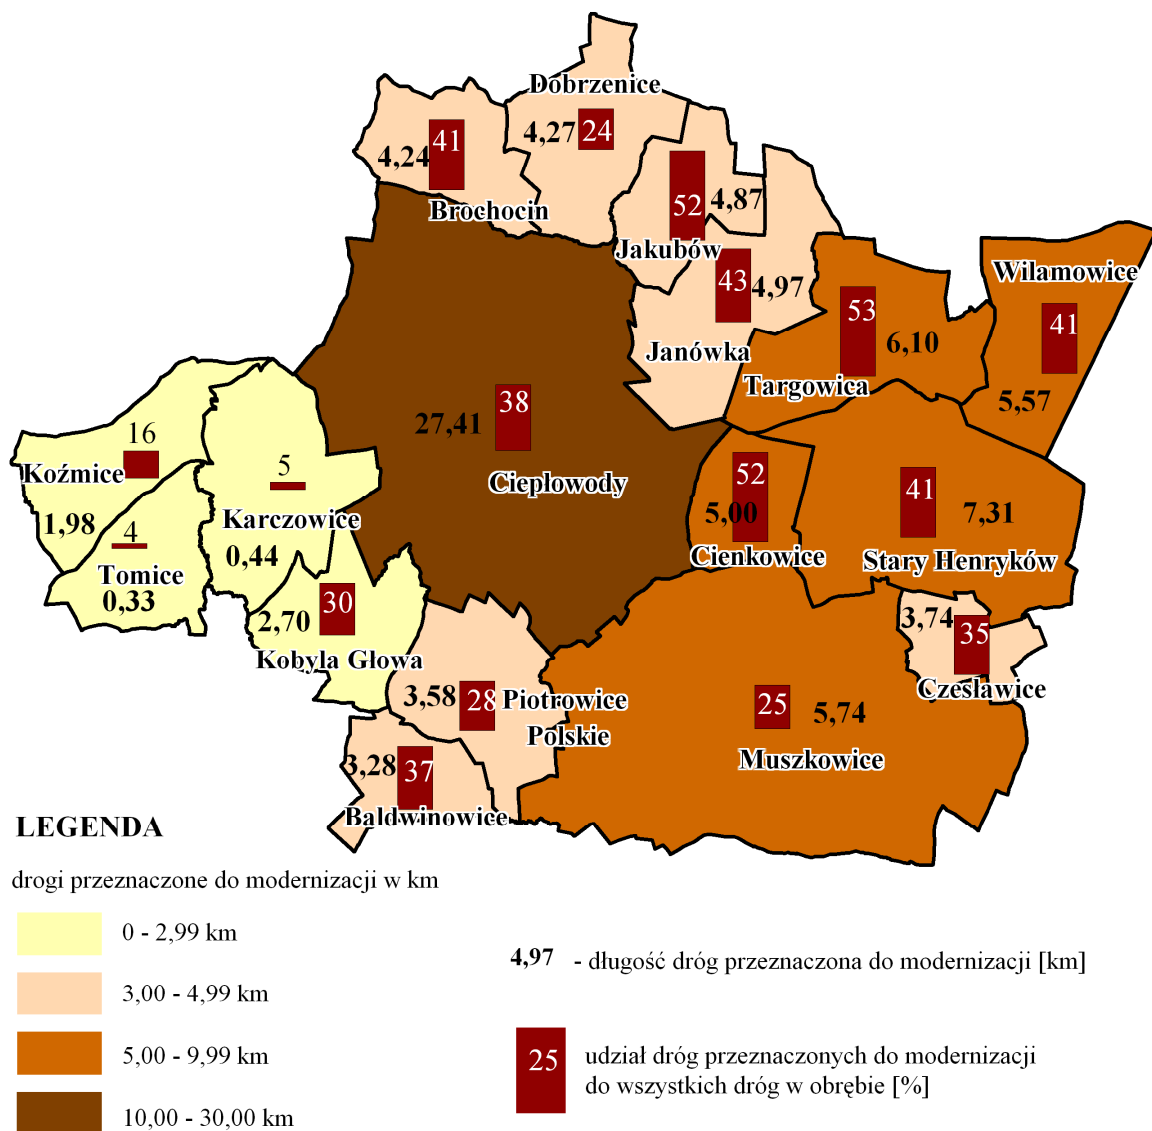 Dobrzenice
4,27
24
41
4,24
Brochocin
52
4,87
Jakubów
43
4,97
Janówka
Wilamowice
41
5,57
53
6,10
Targowica
38
27,41
Ciepłowody
16
Koźmice
1,98
5
Karczowice
0,44
4
Tomice
0,33
52
5,00
Cienkowice
41
7,31
Stary Henryków
30
2,70
Kobyla Głowa
3,74
35
Czesławice
3,58
28
Piotrowice
Polskie
25
5,74
Muszkowice
3,28
37
Baldwinowice
LEGENDA
drogi przeznaczone do modernizacji w km
0 - 2,99 km
3,00 - 4,99 km
5,00 - 9,99 km
10,00 - 30,00 km
4,97 - długość dróg przeznaczona do modernizacji [km]
25
udział dróg przeznaczonych do modernizacji
do wszystkich dróg w obrębie [%]